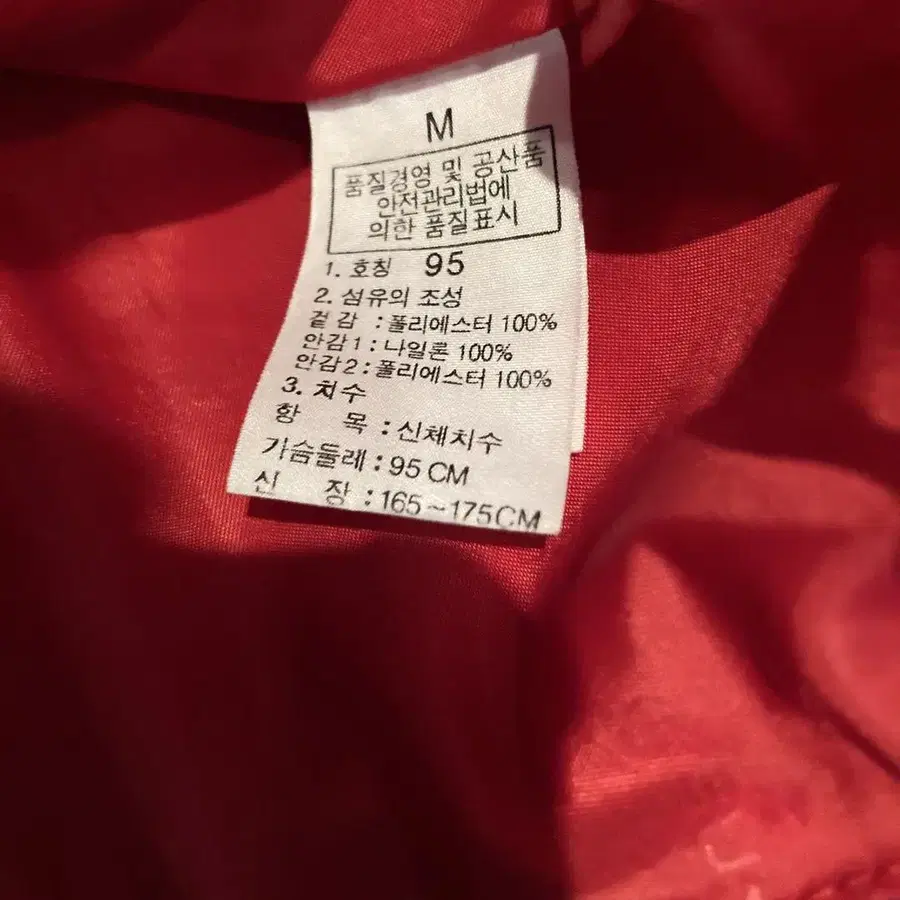 M
품질경영 및 공산품
안전관리법에
의한 품질표시
1. 호칭 95
2. 섬유의 조성
겉감 : 폴리에스터 100%
안감1 : 나일론 100%
안감2 : 폴리에스터 100%
3. 치수
항 목 : 신체치수
가슴둘레 : 95 CM
신 장 : 165~175CM